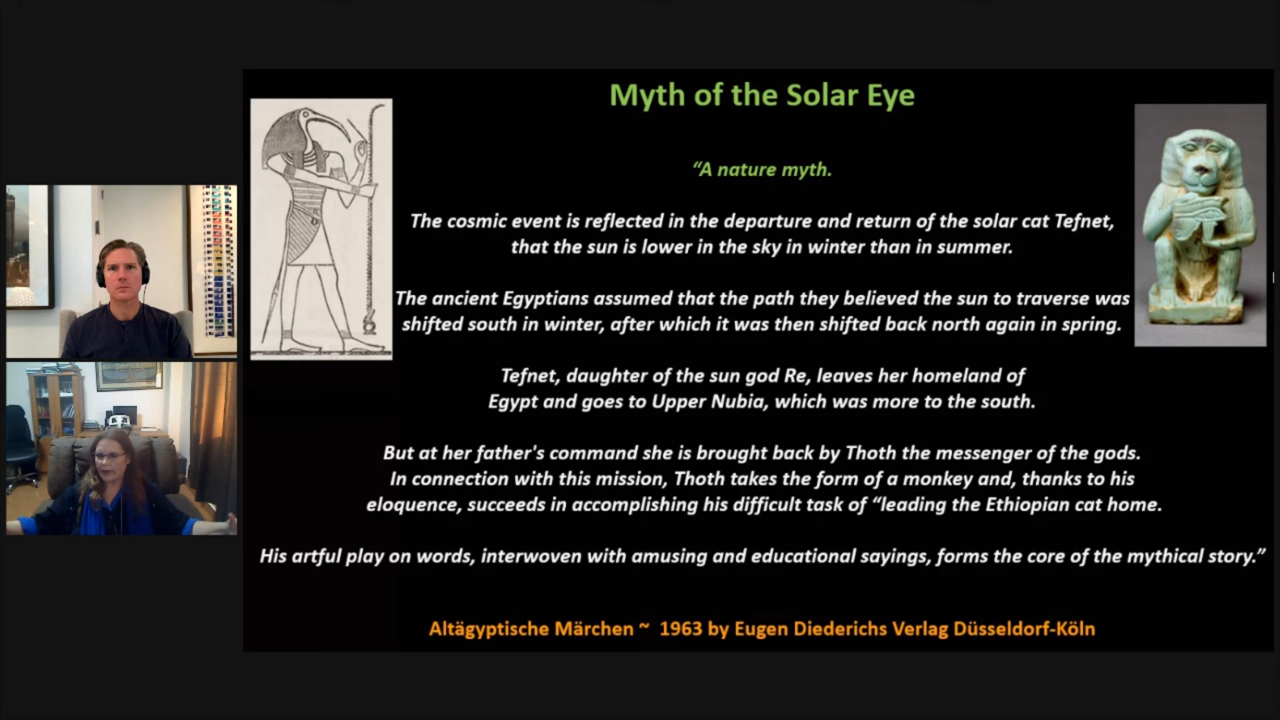 Myth of the Solar Eye
“A nature myth.
The cosmic event is reflected in the departure and return of the solar cat Tefnet,
that the sun is lower in the sky in winter than in summer.
The ancient Egyptians assumed that the path they believed the sun to traverse was
shifted south in winter, after which it was then shifted back north again in spring.
Tefnet, daughter of the sun god Re, leaves her homeland of
Egypt and goes to Upper Nubia, which was more to the south.
But at her father's command she is brought back by Thoth the messenger of the gods.
In connection with this mission, Thoth takes the form of a monkey and, thanks to his
eloquence, succeeds in accomplishing his difficult task of “leading the Ethiopian cat home.
His artful play on words, interwoven with amusing and educational sayings, forms the core of the mythical story.”
Altägyptische Märchen ~ 1963 by Eugen Diederichs Verlag Düsseldorf-Köln